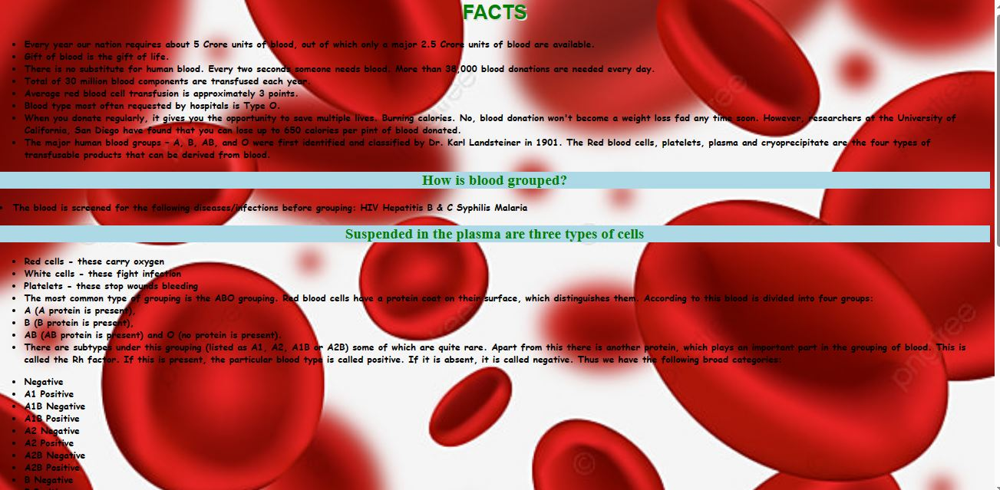 FACTS
Every year our nation requires about 5 Crore units of blood, out of which only a major 2.5 Crore units of blood are available.
Gift of blood is the gift of life.
There is no substitute for human blood. Every two seconds someone needs blood. More than 38,000 blood donations are needed every day.
Total of 30 million blood components are transfused each year.
Average red blood cell transfusion is approximately 3 points.
Blood type most often requested by hospitals is Type O.
When you donate regularly, it gives you the opportunity to save multiple lives. Burning calories. No, blood donation won't become a weight loss fad any time soon. However, researchers at the University of
California, San Diego have found that you can lose up to 650 calories per pint of blood donated.
The major human blood groups – A, B, AB, and O were first identified and classified by Dr. Karl Landsteiner in 1901. The Red blood cells, platelets, plasma and cryoprecipitate are the four types of
transfusable products that can be derived from blood.
How is blood grouped?
The blood is screened for the following diseases/infections before grouping: HIV Hepatitis B & C Syphilis Malaria
Suspended in the plasma are three types of cells
Red cells - these carry oxygen
White cells - these fight infection
Platelets - these stop wounds bleeding
The most common type of grouping is the ABO grouping. Red blood cells have a protein coat on their surface, which distinguishes them. According to this blood is divided into four groups:
A (A protein is present),
B (B protein is present),
AB (AB protein is present) and O (no protein is present).
There are subtypes under this grouping (listed as A1, A2, A1B or A2B) some of which are quite rare. Apart from this there is another protein, which plays an important part in the grouping of blood. This is
called the Rh factor. If this is present, the particular blood type is called positive. If it is absent, it is called negative. Thus we have the following broad categories:
Negative
A1 Positive
A1B Negative
A1B Positive
A2 Negative
A2 Positive
A2B Negative
A2B Positive
B Negative